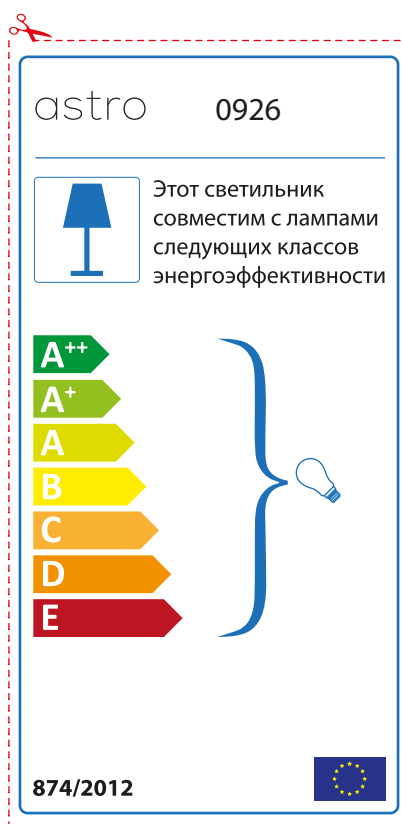 astro 0926
Этот светильник
совместим с лампами
следующих классов
энергоэффективности
A++
A+
A
B
C
D
E
874/2012